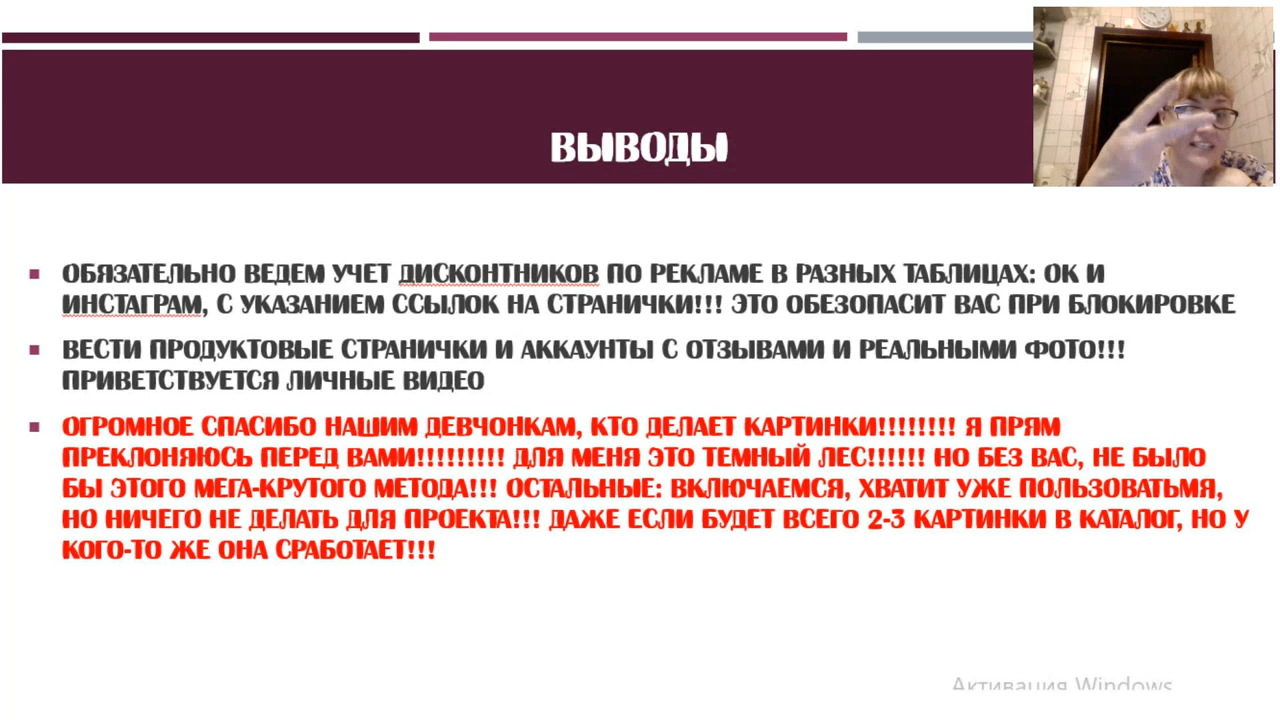 ВЫВОДЫ
ОБЯЗАТЕЛЬНО ВЕДЕМ УЧЕТ ДИСКОНТНИКОВ ПО РЕКЛАМЕ В РАЗНЫХ ТАБЛИЦАХ: ОК И
ИНСТАГРАМ, С УКАЗАНИЕМ ССЫЛОК НА СТРАНИЧКИ!!! ЭТО ОБЕЗОПАСИТ ВАС ПРИ БЛОКИРОВКЕ
ВЕСТИ ПРОДУКТОВЫЕ СТРАНИЧКИ И АККАУНТЫ С ОТЗЫВАМИ И РЕАЛЬНЫМИ ФОТО!!!
ПРИВЕТСТВУЕТСЯ ЛИЧНЫЕ ВИДЕО
ОГРОМНОЕ СПАСИБО НАШИМ ДЕВЧОНКАМ, КТО ДЕЛАЕТ КАРТИНКИ!!!!!!!! Я ПРЯМ
ПРЕКЛОНЯЮСЬ ПЕРЕД ВАМИ!!!!!!!!! ДЛЯ МЕНЯ ЭТО ТЕМНЫЙ ЛЕС!!!!!! НО БЕЗ ВАС, НЕ БЫЛО
БЫ ЭТОГО МЕГА-КРУТОГО МЕТОДА!!! ОСТАЛЬНЫЕ: ВКЛЮЧАЕМСЯ, ХВАТИТ УЖЕ ПОЛЬЗОВАТЬМЯ,
НО НИЧЕГО НЕ ДЕЛАТЬ ДЛЯ ПРОЕКТА!!! ДАЖЕ ЕСЛИ БУДЕТ ВСЕГО 2-3 КАРТИНКИ В КАТАЛОГ, НО У
КОГО-ТО ЖЕ ОНА СРАБОТАЕТ!!!
Активация Windows